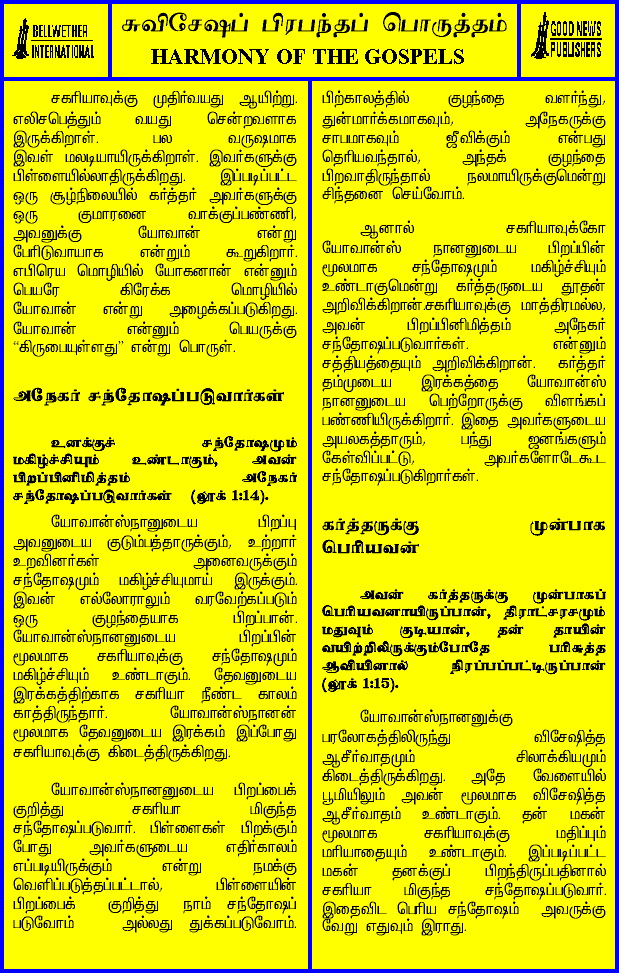 BELLWETHER
INTERNATIONAL
சுவிசேஷப் பிரபந்தப் பொருத்தம்
HARMONY OF THE GOSPELS
GOOD NEWS
PUBLISHERS
சகரியாவுக்கு முதிர்வயது ஆயிற்று.
எலிசபெத்தும் வயது சென்றவளாக
இருக்கிறாள். பல வருஷமாக
இவள் மலடியாயிருக்கிறாள். இவர்களுக்கு
பிள்ளையில்லாதிருக்கிறது. இப்படிப்பட்ட
ஒரு சூழ்நிலையில் கர்த்தர் அவர்களுக்கு
ஒரு குமாரனை வாக்குப்பண்ணி,
அவனுக்கு யோவான் என்று
பேரிடுவாயாக என்றும் கூறுகிறார்.
எபிரெய மொழியில் யோகனான் என்னும்
பெயரே கிரேக்க மொழியில்
யோவான் என்று அழைக்கப்படுகிறது.
யோவான் என்னும் பெயருக்கு
“கிருபையுள்ளது” என்று பொருள்.
அநேகர் சந்தோஷப்படுவார்கள்
உனக்குச் சந்தோஷமும்
மகிழ்ச்சியும் உண்டாகும், அவன்
பிறப்பினிமித்தம் அநேகர்
சந்தோஷப்படுவார்கள் (லூக் 1:14).
யோவான்ஸ்நானனுடைய பிறப்பு
அவனுடைய குடும்பத்தாருக்கும், உற்றார்
உறவினர்கள் அனைவருக்கும்
சந்தோஷமும் மகிழ்ச்சியுமாய் இருக்கும்.
இவன் எல்லோராலும் வரவேற்கப்படும்
ஒரு குழந்தையாக பிறப்பான்.
யோவான்ஸ்நானனுடைய பிறப்பின்
மூலமாக சகரியாவுக்கு சந்தோஷமும்
மகிழ்ச்சியும் உண்டாகும். தேவனுடைய
இரக்கத்திற்காக சகரியா நீண்ட காலம்
காத்திருந்தார். யோவான்ஸ்நானன்
மூலமாக தேவனுடைய இரக்கம் இப்போது
சகரியாவுக்கு கிடைத்திருக்கிறது.
யோவான்ஸ்நானனுடைய பிறப்பைக்
குறித்து சகரியா மிகுந்த
சந்தோஷப்படுவார். பிள்ளைகள் பிறக்கும்
போது அவர்களுடைய எதிர்காலம்
எப்படியிருக்கும் என்று நமக்கு
வெளிப்படுத்தப்பட்டால், பிள்ளையின்
பிறப்பைக் குறித்து நாம் சந்தோஷப்
படுவோம் அல்லது துக்கப்படுவோம்.
பிற்காலத்தில் குழந்தை வளர்ந்து,
துன்மார்க்கமாகவும், அநேகருக்கு
சாபமாகவும் ஜீவிக்கும் என்பது
தெரியவந்தால், அந்தக் குழந்தை
பிறவாதிருந்தால் நலமாயிருக்குமென்று
சிந்தனை செய்வோம்.
ஆனால் சகரியாவுக்கோ
யோவான்ஸ் நானனுடைய பிறப்பின்
மூலமாக சந்தோஷமும் மகிழ்ச்சியும்
உண்டாகுமென்று கர்த்தருடைய தூதன்
அறிவிக்கிறான்.சகரியாவுக்கு மாத்திரமல்ல,
அவன் பிறப்பினிமித்தம் அநேகர்
சந்தோஷப்படுவார்கள். என்னும்
சத்தியத்தையும் அறிவிக்கிறான். கர்த்தர்
தம்முடைய இரக்கத்தை யோவான்ஸ்
நானனுடைய பெற்றோருக்கு விளங்கப்
பண்ணியிருக்கிறார். இதை அவர்களுடைய
அயலகத்தாரும், பந்து ஜனங்களும்
கேள்விப்பட்டு, அவர்களோடேகூட
சந்தோஷப்படுகிறார்கள்.
கர்த்தருக்கு முன்பாக
பெரியவன்
அவன் கர்த்தருக்கு முன்பாகப்
பெரியவனாயிருப்பான், திராட்சரசமும்
மதுவும் குடியான், தன் தாயின்
வயிற்றிலிருக்கும்போதே பரிசுத்த
ஆவியினால் நிரப்பப்பட்டிருப்பான்
(லூக் 1:15).
யோவான்ஸ்நானனுக்கு
பரலோகத்திலிருந்து விசேஷித்த
ஆசீர்வாதமும் சிலாக்கியமும்
கிடைத்திருக்கிறது. அதே வேளையில்
பூமியிலும் அவன் மூலமாக விசேஷித்த
ஆசீர்வாதம் உண்டாகும். தன் மகன்
மூலமாக சகரியாவுக்கு மதிப்பும்
மரியாதையும் உண்டாகும். இப்படிப்பட்ட
மகன் தனக்குப் பிறந்திருப்பதினால்
சகரியா மிகுந்த சந்தோஷப்படுவார்.
இதைவிட பெரிய சந்தோஷம் அவருக்கு
வேறு எதுவும் இராது.